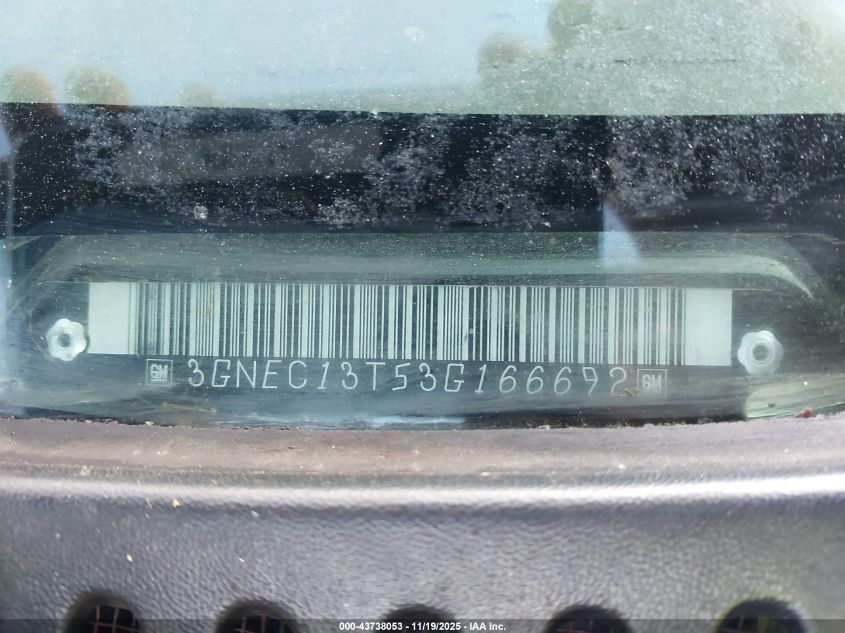 GM 3GNEC13T53G166692 GM
000-43738053 — 11/19/2025 — IAA Inc.